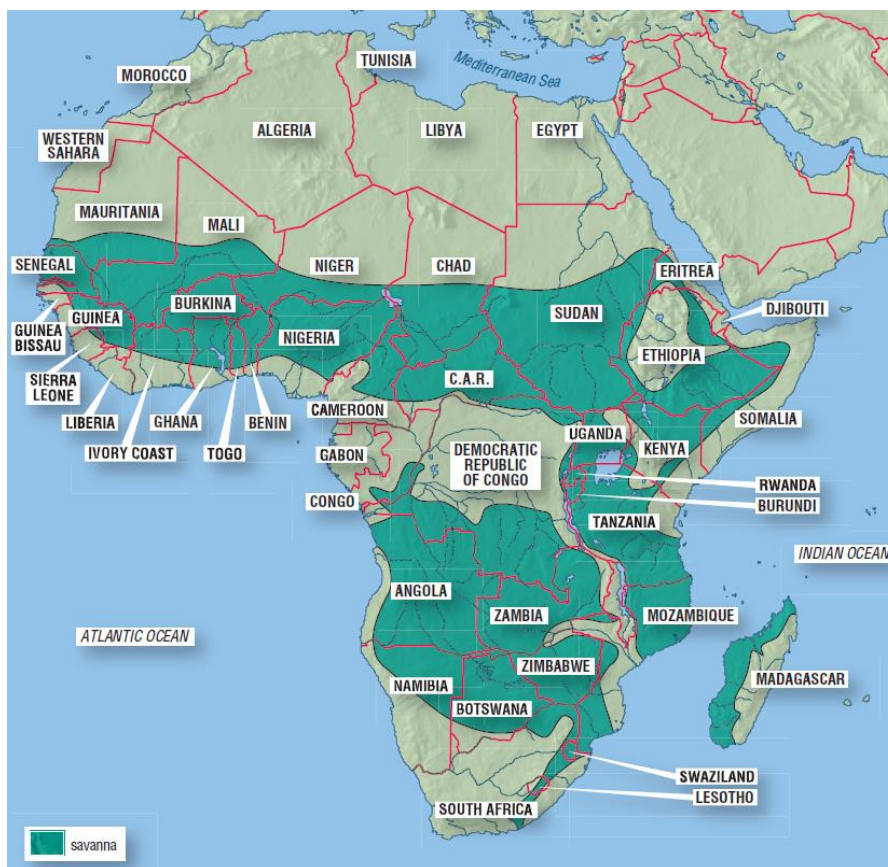 TUNISIA
Mediterranean Sea
MOROCCO
ALGERIA
LIBYA
EGYPT
WESTERN
SAHARA
MAURITANIA
MALI
NIGER
CHAD
SENEGAL
ERITREA
BURKINA
SUDAN
DJIBOUTI
GUINEA
GUINEA
BISSAU
NIGERIA
ETHIOPIA
SIERRA
LEONE
C.A.R.
LIBERIA
GHANA
BENIN
CAMEROON
SOMALIA
IVORY COAST
TOGO
UGANDA
GABON
DEMOCRATIC
REPUBLIC
OF CONGO
KENYA
RWANDA
CONGO
BURUNDI
TANZANIA
INDIAN OCEAN
ANGOLA
ZAMBIA
MOZAMBIQUE
ATLANTIC OCEAN
ZIMBABWE
MADAGASCAR
NAMIBIA
BOTSWANA
SWAZILAND
LESOTHO
SOUTH AFRICA
savanna